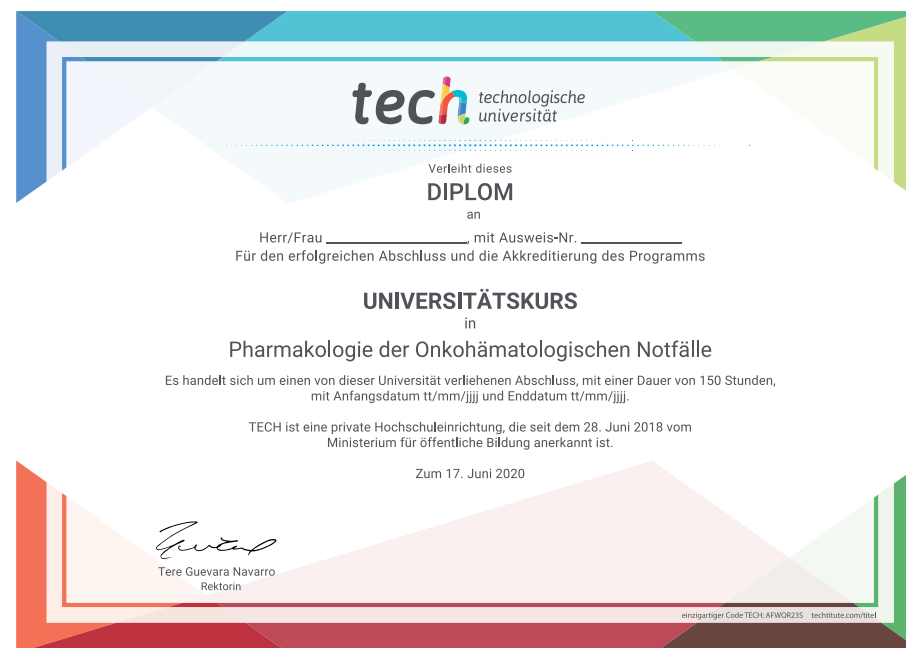 tech technologische
universität
Verleiht dieses
DIPLOM
an
Herr/Frau ____________________, mit Ausweis-Nr. ______________
Für den erfolgreichen Abschluss und die Akkreditierung des Programms
UNIVERSITÄTSKURS
in
Pharmakologie der Onkohämatologischen Notfälle
Es handelt sich um einen von dieser Universität verliehenen Abschluss, mit einer Dauer von 150 Stunden,
mit Anfangsdatum tt/mm/jjjj und Enddatum tt/mm/jjjj.
TECH ist eine private Hochschuleinrichtung, die seit dem 28. Juni 2018 vom
Ministerium für öffentliche Bildung anerkannt ist.
Zum 17. Juni 2020
Tere Guevara Navarro
Rektorin
einzigartiger Code TECH: AFWOR23S techtitute.com/titel